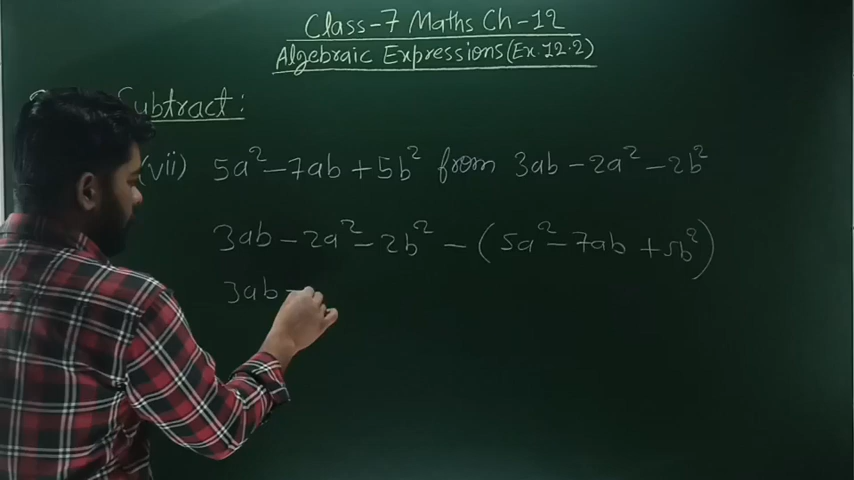 Class-7 Maths Ch-12
Algebraic Expressions(Ex.12.2)
Subtract:
(vii) 5a² - 7ab + 5b² from 3ab - 2a² - 2b²
3ab - 2a² - 2b² - (5a² - 7ab + 5b²)
3ab -